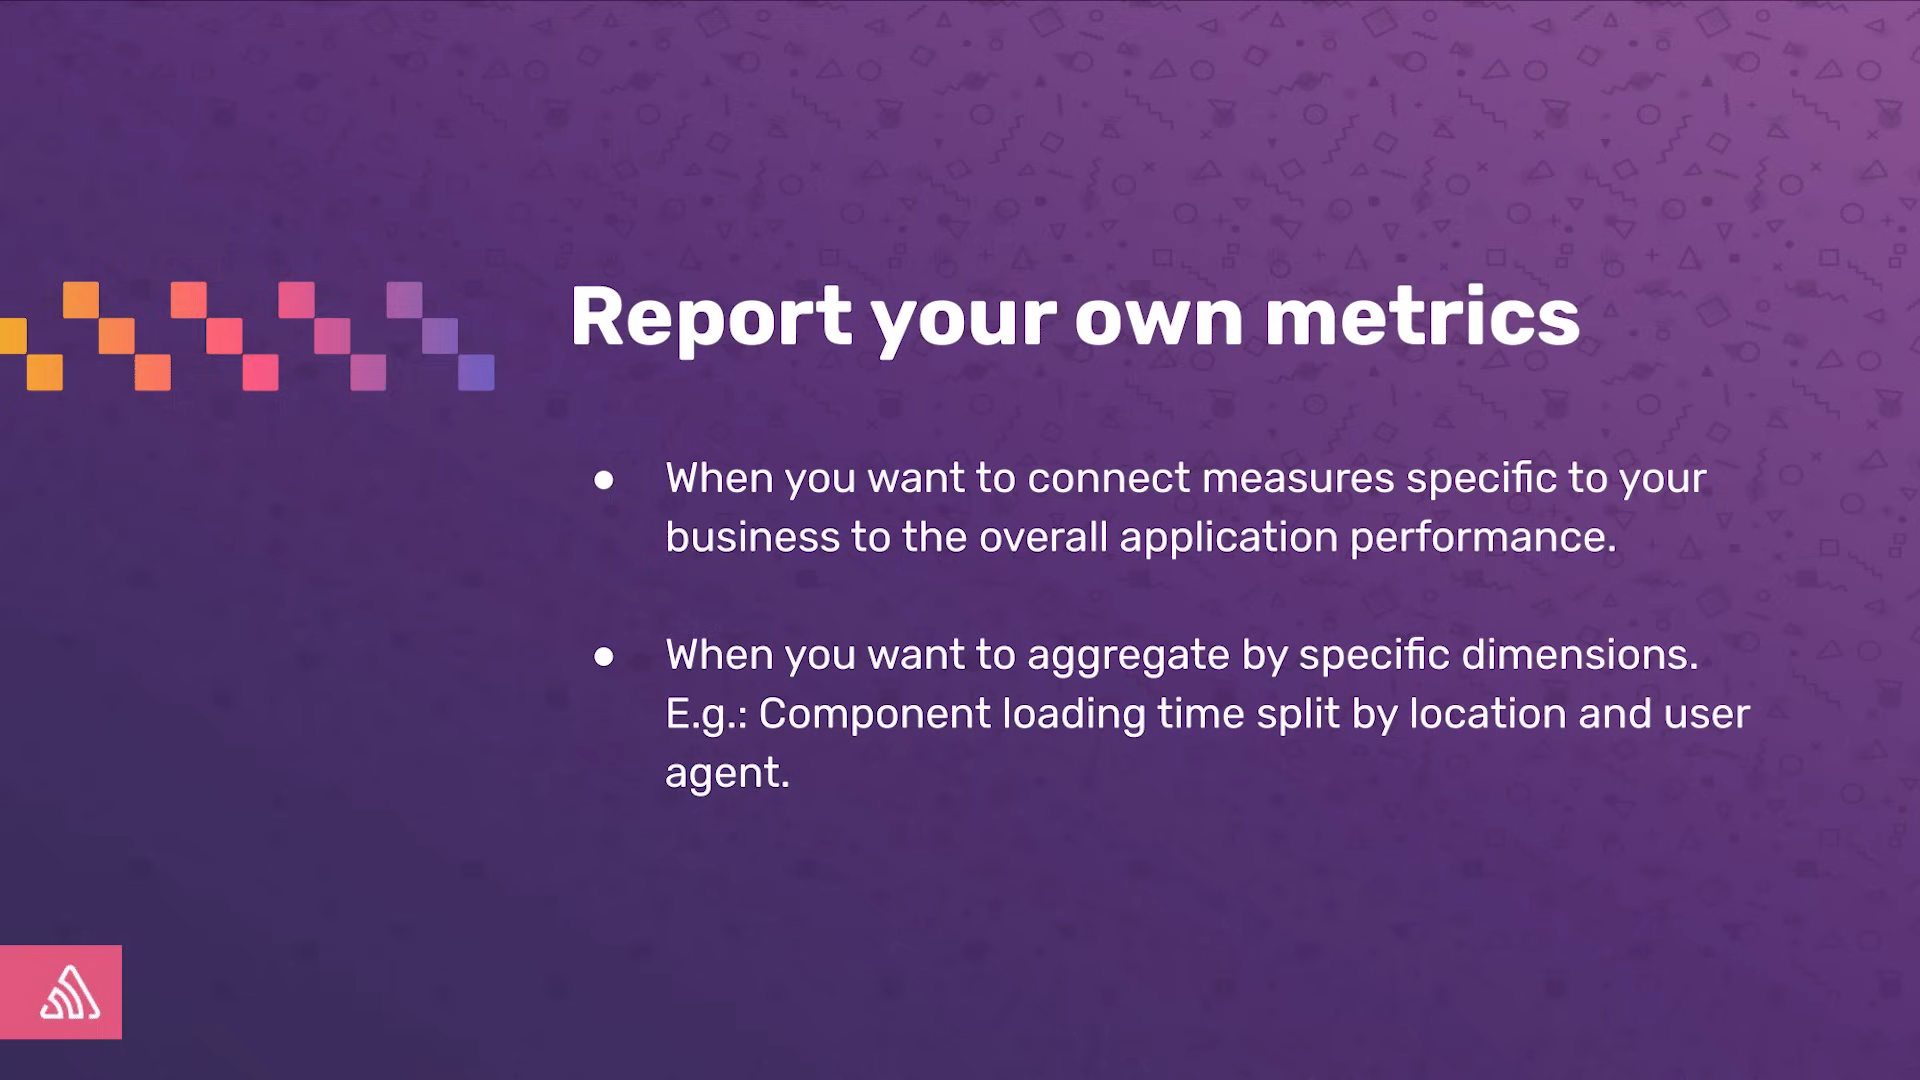 Report your own metrics
● When you want to connect measures specific to your
business to the overall application performance.
● When you want to aggregate by specific dimensions.
E.g.: Component loading time split by location and user
agent.